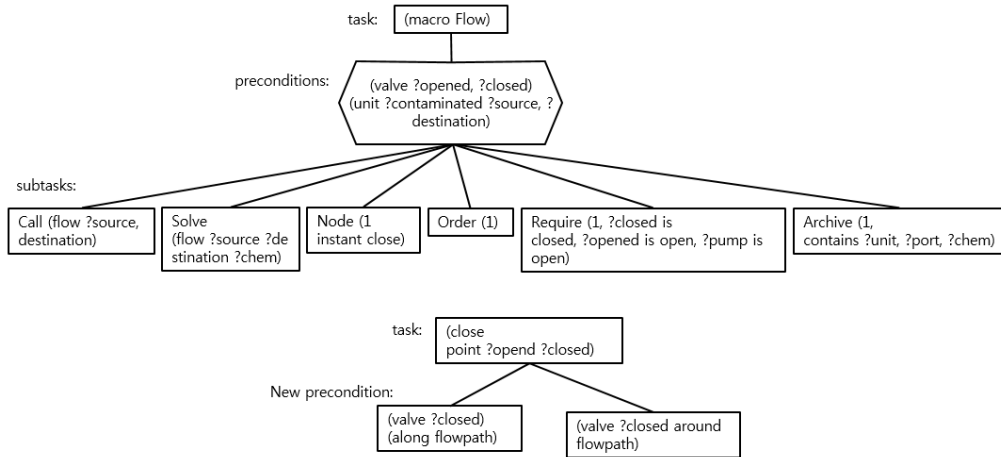 task:
(macro Flow)
preconditions:
(valve ?opened, ?closed)
(unit ?contaminated ?source, ?
destination)
subtasks:
Call (flow ?source,
destination)
Solve
(flow ?source ?de
stination ?chem)
Node (1
instant close)
Order (1)
Require (1, ?closed is
closed, ?opened is open, ?pump is
open)
Archive (1,
contains ?unit, ?port, ?chem)
task:
(close
point ?opend ?closed)
New precondition:
(valve ?closed)
(along flowpath)
(valve ?closed around
flowpath)